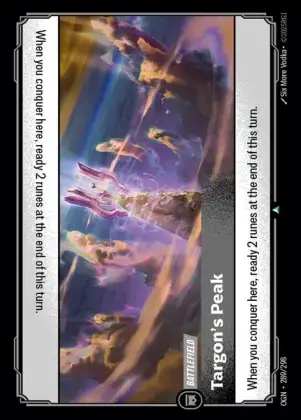 When you conquer here, ready 2 runes at the end of this turn.
BATTLEFIELD
Targon's Peak
When you conquer here, ready 2 runes at the end of this turn.
OGN • 289/298
Six More Vodka • ©2025RGT